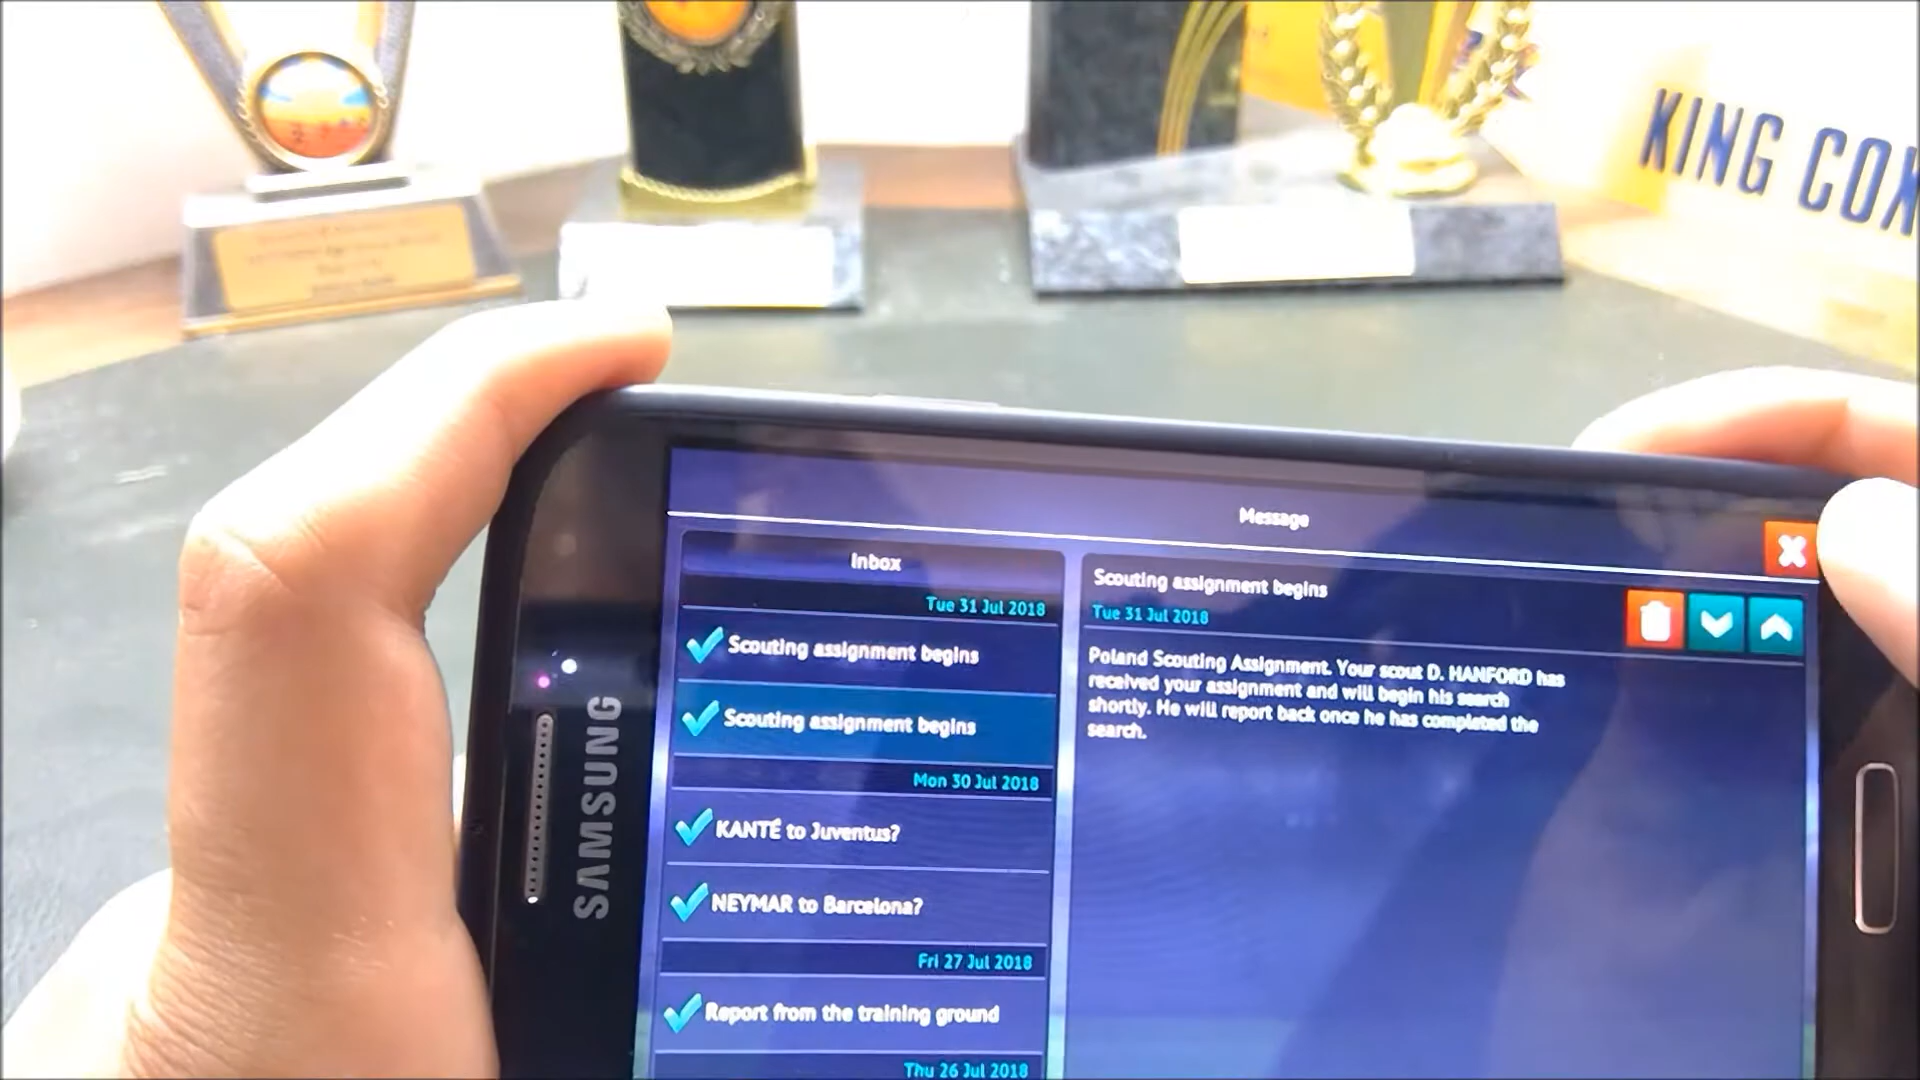 KING CON
SAMSUNG
Message
Inbox
Tue 31 Jul 2018
Scouting assignment begins
Scouting assignment begins
Mon 30 Jul 2018
KANTÉ to Juventus?
NEYMAR to Barcelona?
Fri 27 Jul 2018
Report from the training ground
Thu 26 Jul 2018
Scouting assignment begins
Tue 31 Jul 2018
Poland Scouting Assignment. Your scout D. HANFORD has
received your assignment and will begin his search
shortly. He will report back once he has completed the
search.